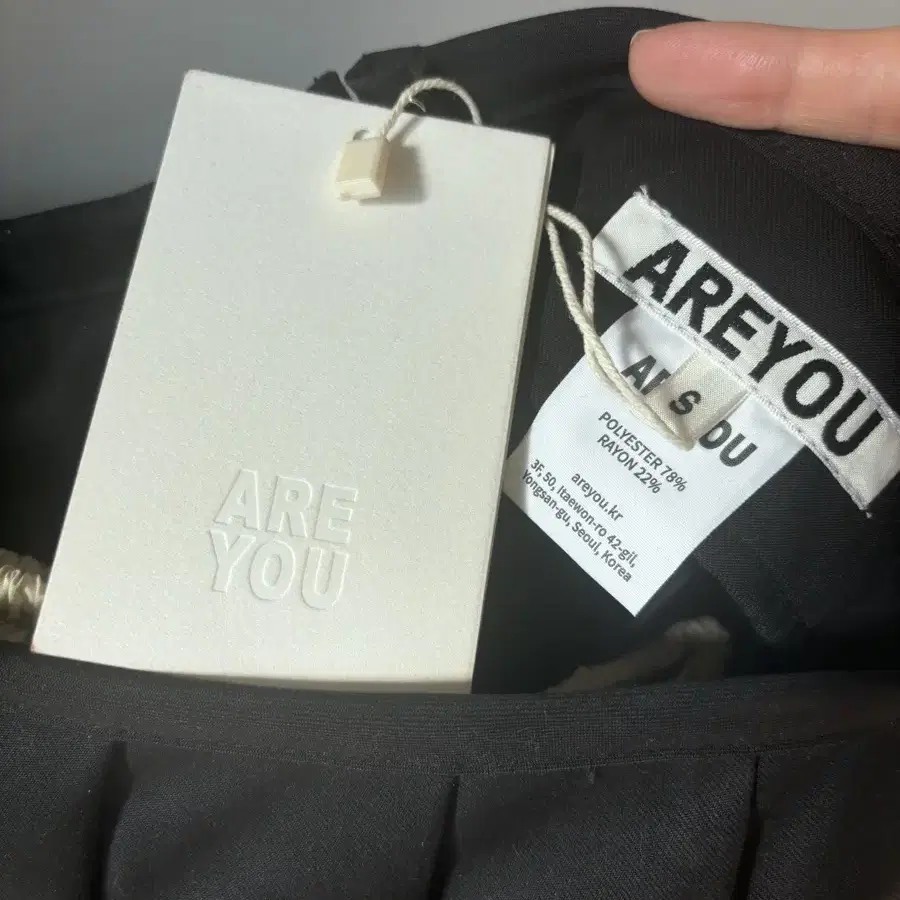 ARE
YOU
AREYOU
S
OU
POLYESTER 78%
RAYON 22%
areyou.kr
3F, 50, Itaewon-ro 42-gil,
Yongsan-gu, Seoul, Korea